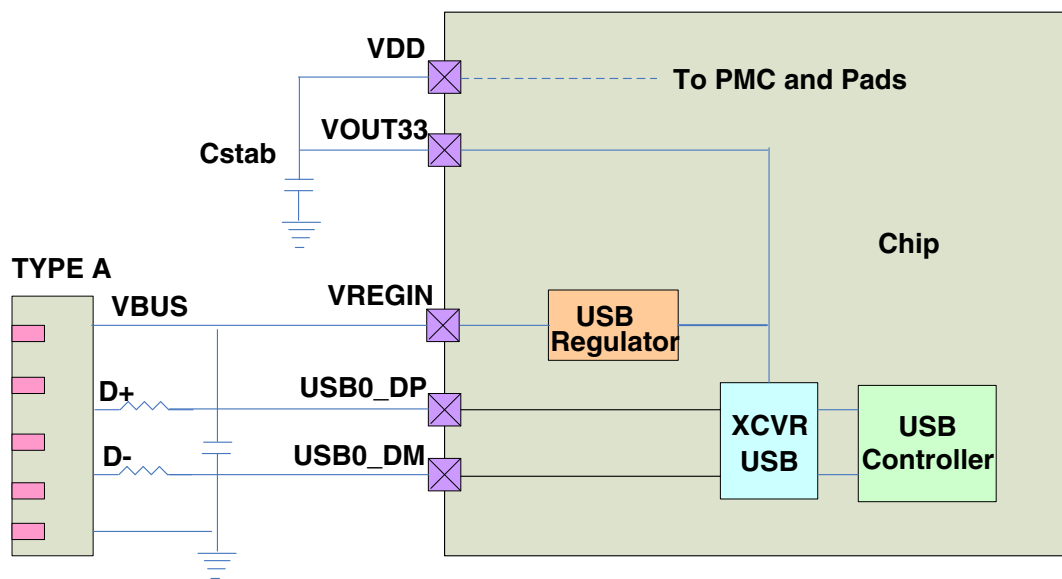 VDD
To PMC and Pads
VOUT33
Cstab
Chip
TYPE A
VBUS
VREGIN
USB
Regulator
D+
USB0_DP
XCVR
USB
USB
Controller
D-
USB0_DM